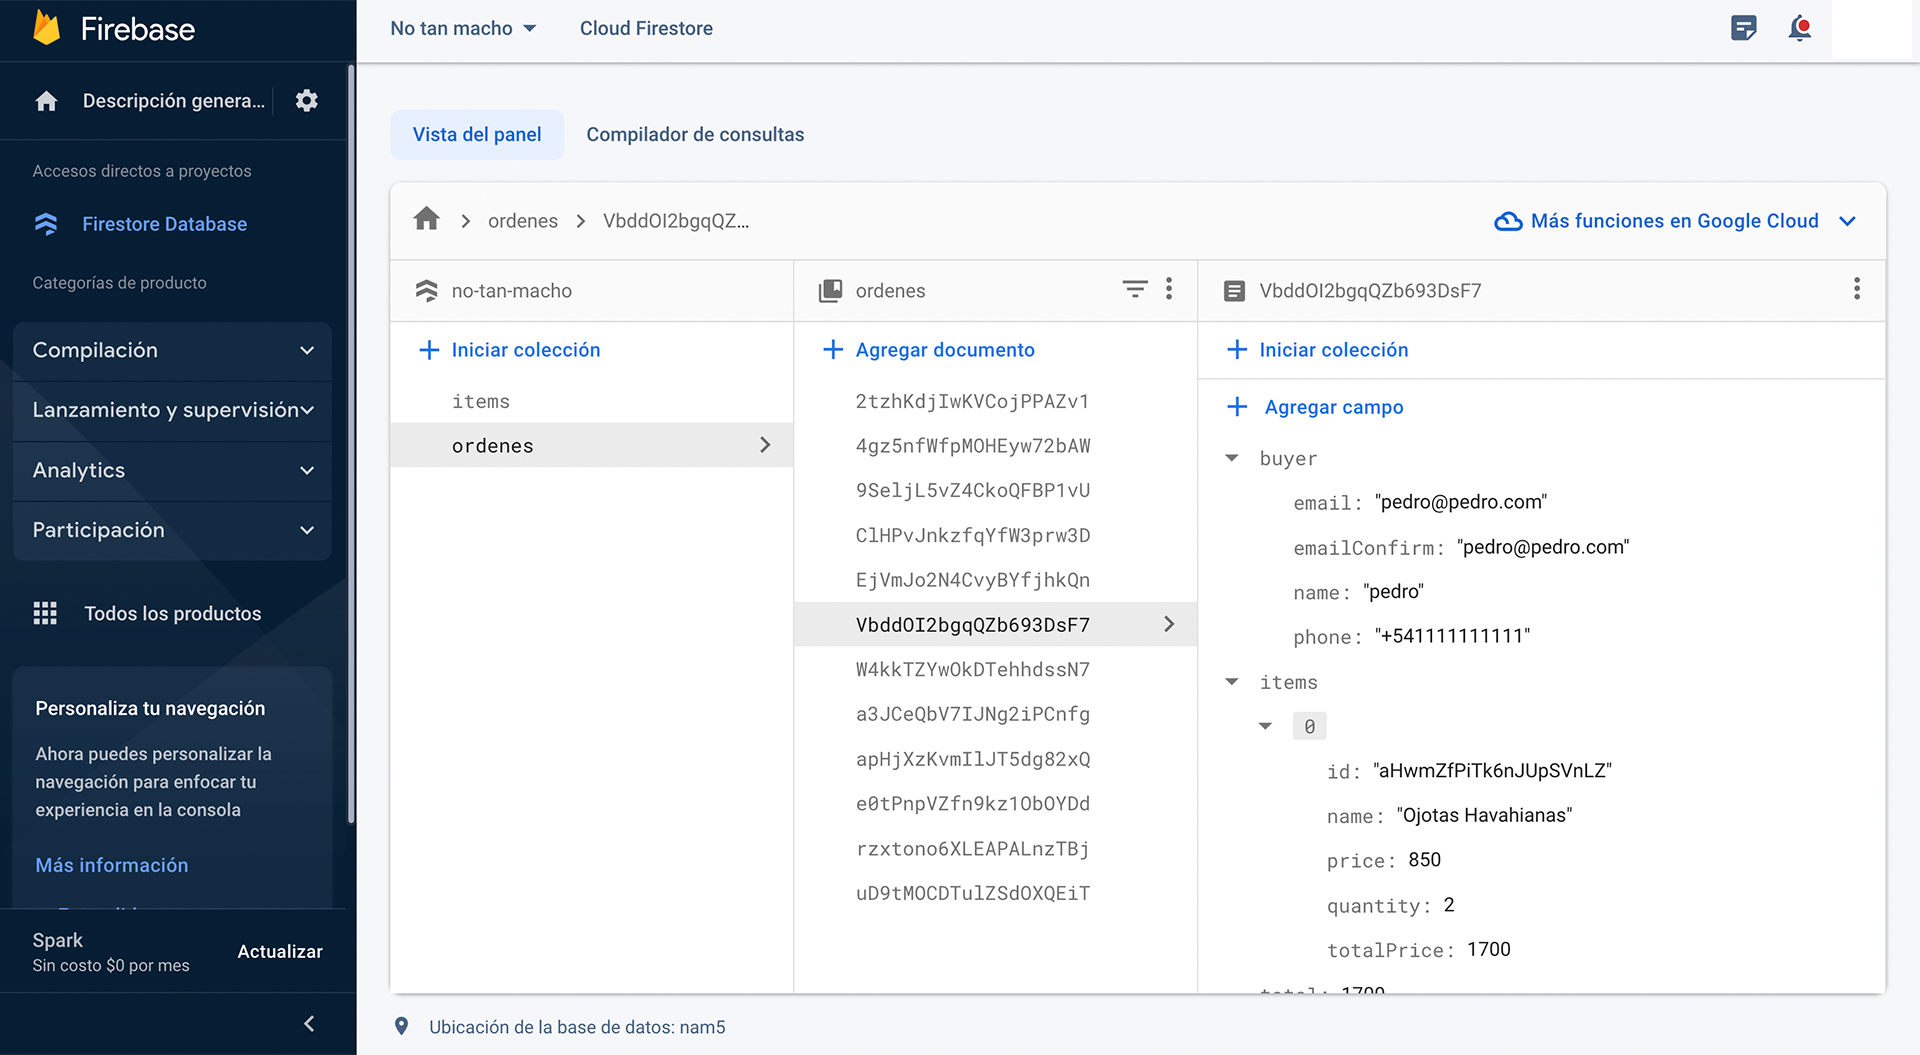 Firebase
Descripción genera...
Accesos directos a proyectos
Firestore Database
Categorías de producto
Compilación
Lanzamiento y supervisión
Analytics
Participación
Todos los productos
Personaliza tu navegación
Ahora puedes personalizar la
navegación para enfocar tu
experiencia en la consola
Más información
Spark
Sin costo $0 por mes
Actualizar
No tan macho
Cloud Firestore
Vista del panel
Compilador de consultas
ordenes
VbddOI2bgqQZ...
Más funciones en Google Cloud
no-tan-macho
Iniciar colección
items
ordenes
ordenes
Agregar documento
2tzhKdjIwKVCojPPAZv1
4gz5nfWfpMOHEyw72bAW
9SeljL5vZ4CkoQFBP1vU
ClHPvJnkzfqYfW3prw3D
EjVmJo2N4CvyBYfjhkQn
VbddOI2bgqQZb693DsF7
W4kkTZYwOkDTehhdssN7
a3JCeQbV7IJNg2iPCnfg
apHjXzKvmIlJT5dg82xQ
e0tPnpVZfn9kz1ObOYDd
rzxtono6XLEAPALnzTBj
uD9tMOCDTulZSdOXQEiT
VbddOI2bgqQZb693DsF7
Iniciar colección
Agregar campo
buyer
email: "pedro@pedro.com"
emailConfirm: "pedro@pedro.com"
name: "pedro"
phone: "+541111111111"
items
0
id: "aHwmZfPiTk6nJUpSVnLZ"
name: "Ojotas Havahianas"
price: 850
quantity: 2
totalPrice: 1700
total: 1700
Ubicación de la base de datos: nam5